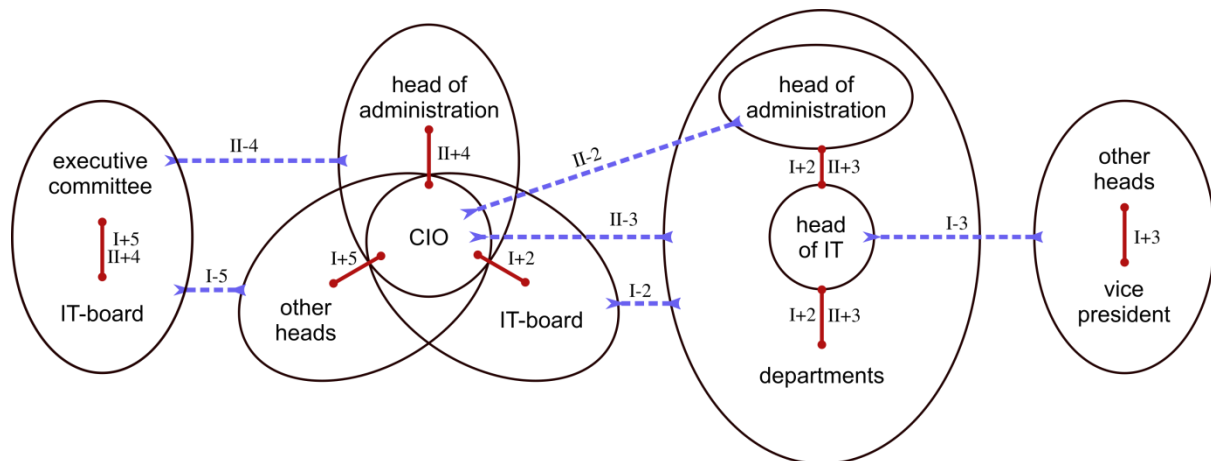 executive
committee
I+5
II+4
IT-board
II-4
I-5
head of
administration
II+4
CIO
I+5
I+2
other
heads
IT-board
II-2
II-3
I-2
head of
administration
I+2 II+3
head
of IT
I+2 II+3
departments
I-3
other
heads
I+3
vice
president